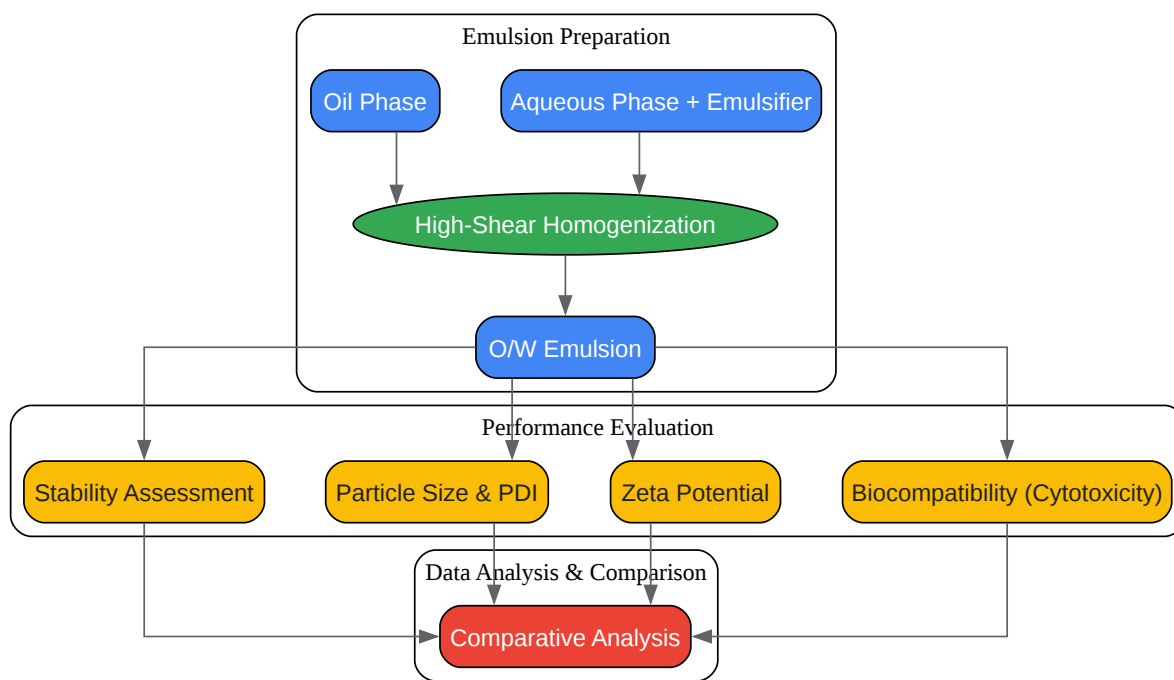 Emulsion Preparation
Oil Phase
Aqueous Phase + Emulsifier
High-Shear Homogenization
O/W Emulsion
Performance Evaluation
Stability Assessment
Particle Size & PDI
Zeta Potential
Biocompatibility (Cytotoxicity)
Data Analysis & Comparison
Comparative Analysis